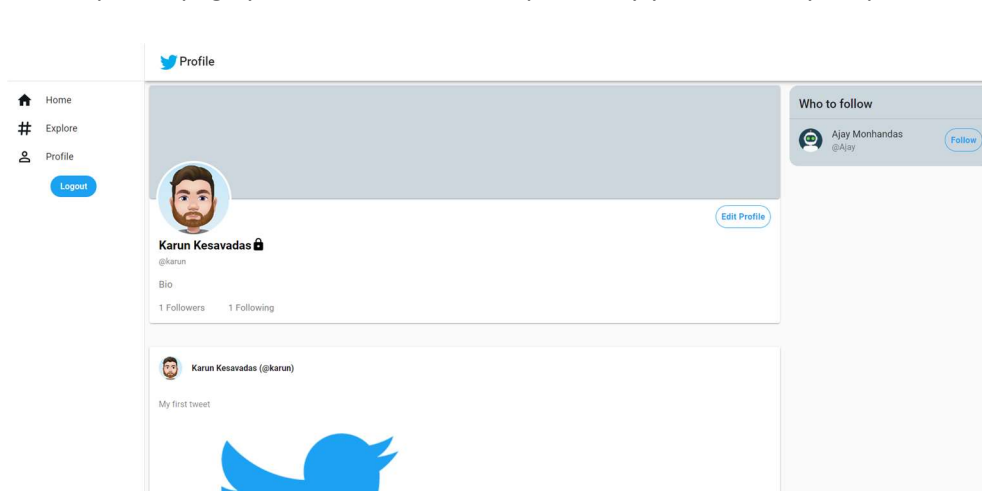 Profile
Home
Explore
Profile
Logout
Who to follow
Ajay Monhandas
@Ajay
Follow
Edit Profile
Karun Kesavadas
@karun
Bio
1 Followers 1 Following
Karun Kesavadas (@karun)
My first tweet